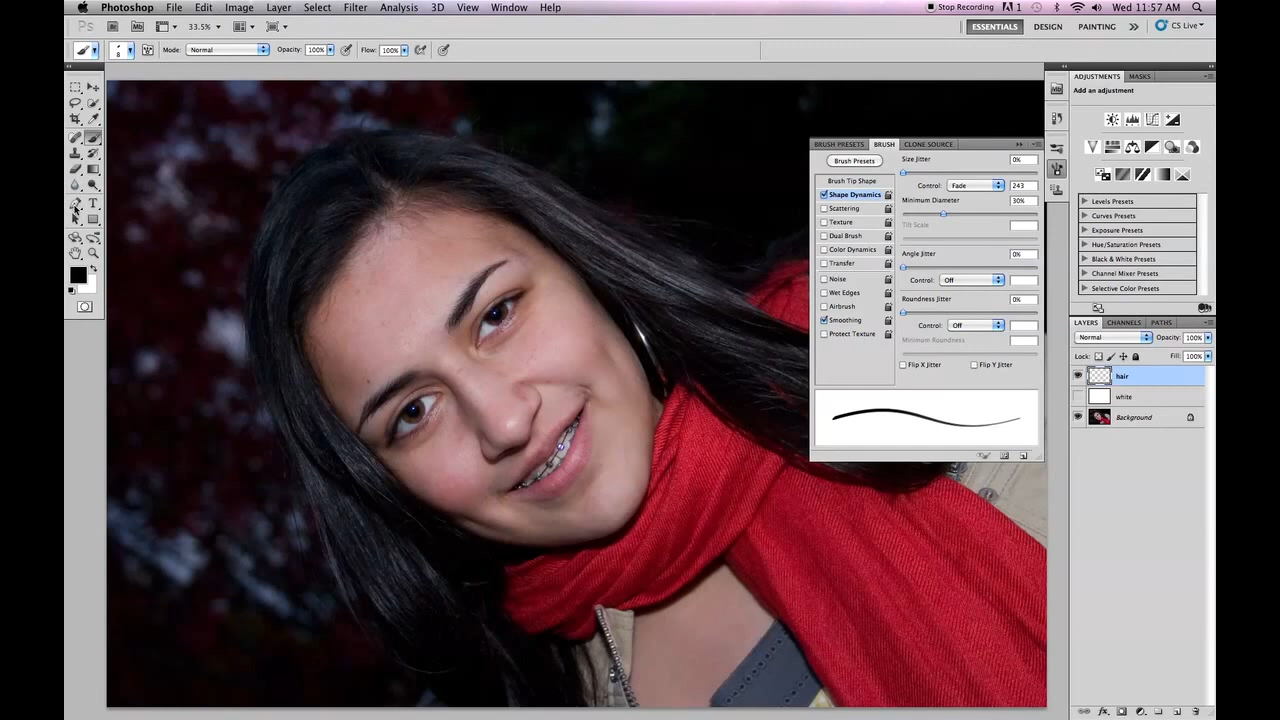 Photoshop File Edit Image Layer Select Filter Analysis 3D View Window Help Stop Recording 1 Wed 11:57 AM
Ps Br Mb 33.5% ESSENTIALS DESIGN PAINTING CS Live
8 Mode: Normal Opacity: 100% Flow: 100%
BRUSH PRESETS BRUSH CLONE SOURCE
Brush Presets
Brush Tip Shape
Shape Dynamics
Scattering
Texture
Dual Brush
Color Dynamics
Transfer
Noise
Wet Edges
Airbrush
Smoothing
Protect Texture
Size Jitter 0%
Control: Fade 243
Minimum Diameter 30%
Tilt Scale
Angle Jitter 0%
Control: Off
Roundness Jitter 0%
Control: Off
Minimum Roundness
Flip X Jitter Flip Y Jitter
Mb
ADJUSTMENTS MASKS
Add an adjustment
Levels Presets
Curves Presets
Exposure Presets
Hue/Saturation Presets
Black & White Presets
Channel Mixer Presets
Selective Color Presets
LAYERS CHANNELS PATHS
Normal Opacity: 100%
Lock: Fill: 100%
hair
white
Background